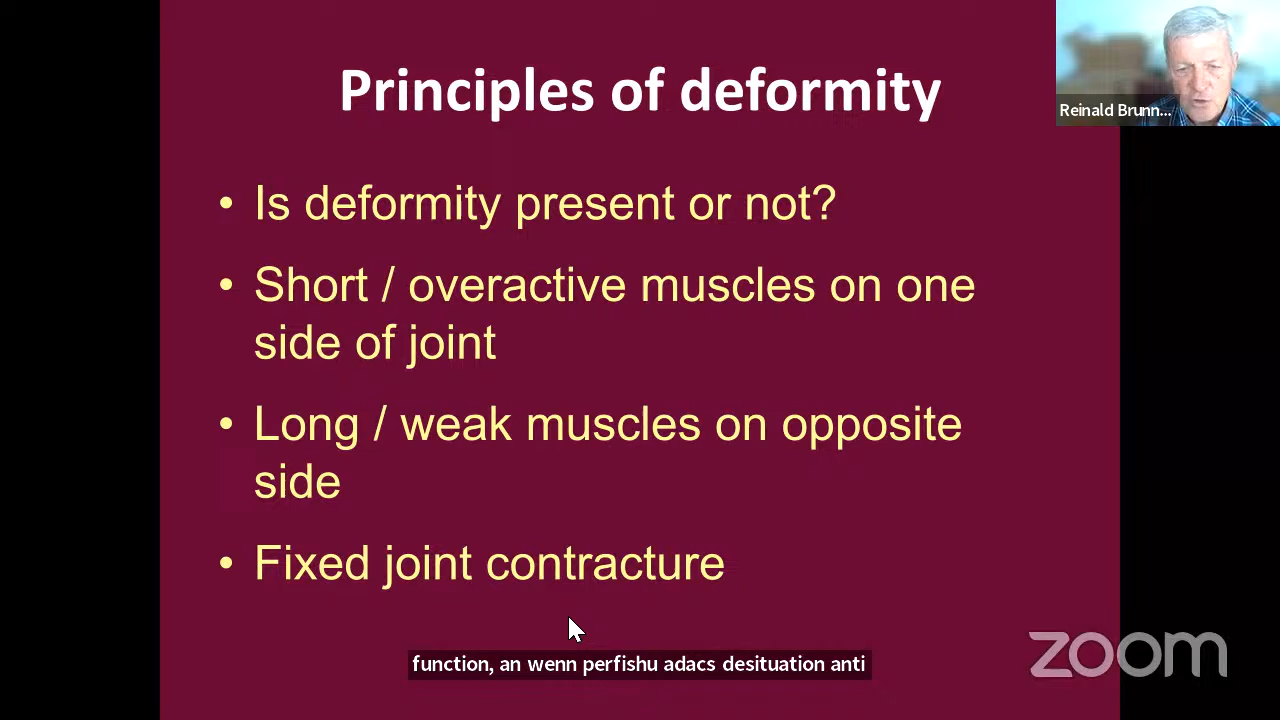 Principles of deformity
Reinald Brunn...
• Is deformity present or not?
• Short / overactive muscles on one
side of joint
• Long / weak muscles on opposite
side
• Fixed joint contracture
function, an wenn perfishu adacs desituation anti
zoom